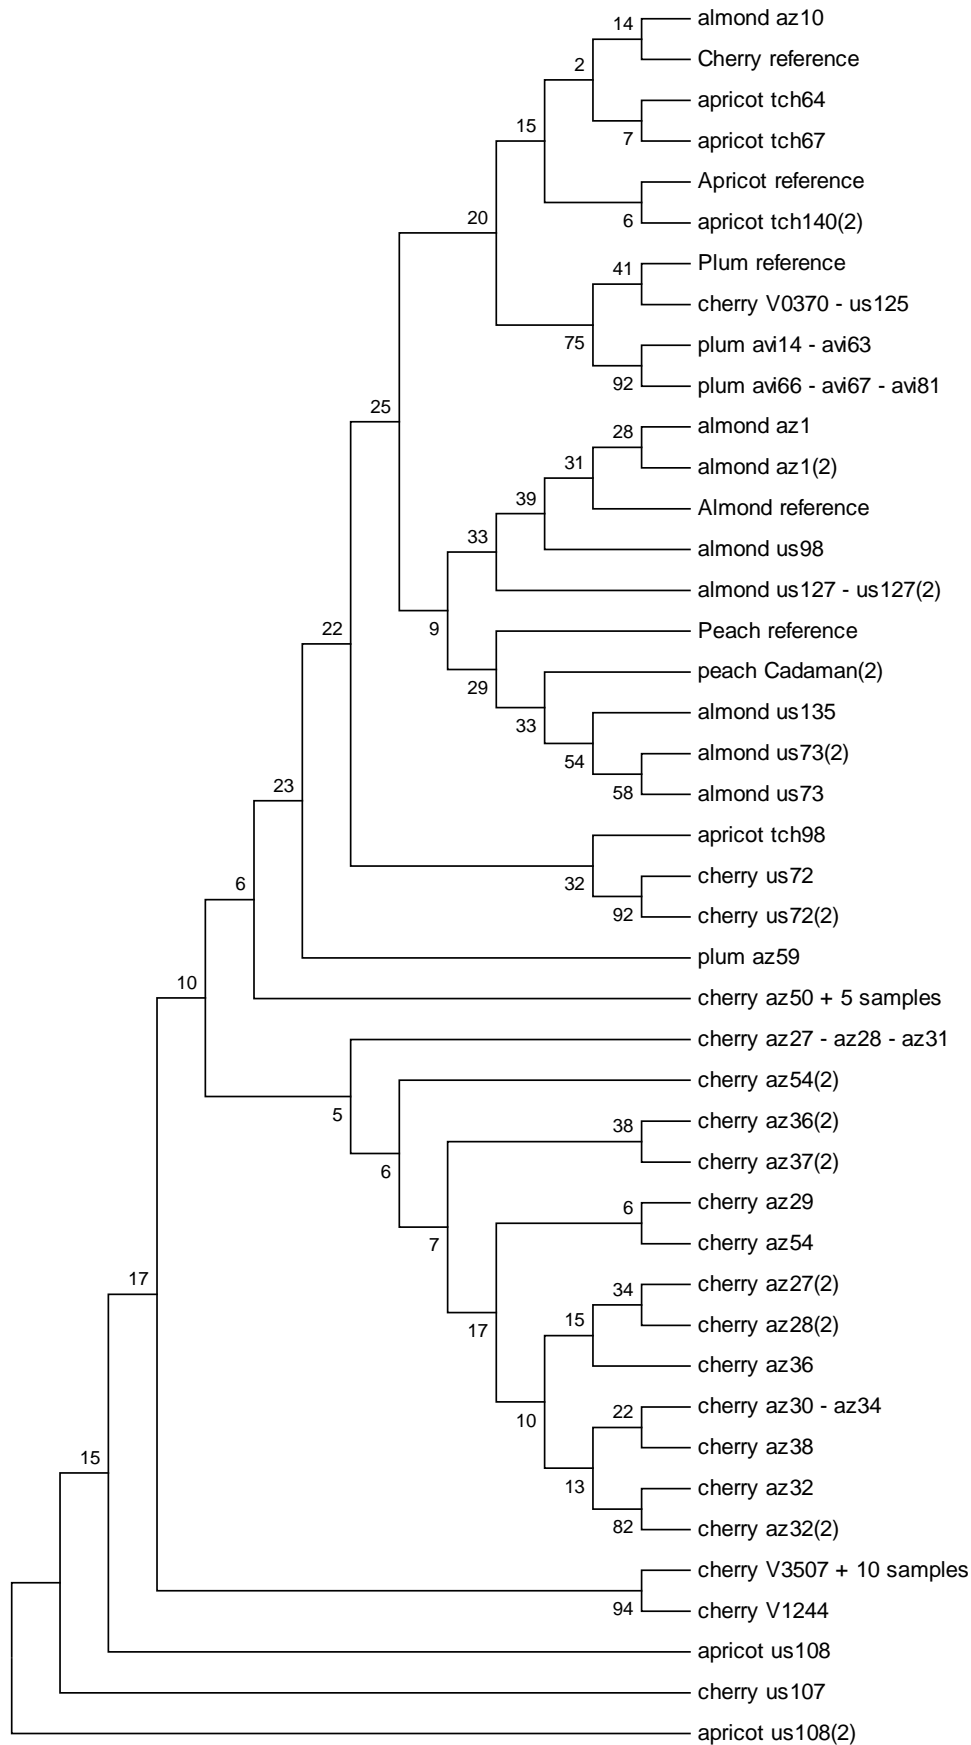 14
almond az10
Cherry reference
2
apricot tch64
7
apricot tch67
15
Apricot reference
6
apricot tch140(2)
20
Plum reference
41
cherry V0370 - us125
75
plum avi14 - avi63
92
plum avi66 - avi67 - avi81
25
almond az1
28
almond az1(2)
31
Almond reference
39
almond us98
33
almond us127 - us127(2)
9
Peach reference
29
peach Cadaman(2)
33
almond us135
54
almond us73(2)
58
almond us73
22
apricot tch98
32
cherry us72
92
cherry us72(2)
23
plum az59
6
cherry az50 + 5 samples
10
cherry az27 - az28 - az31
5
cherry az54(2)
6
cherry az36(2)
38
cherry az37(2)
7
cherry az29
6
cherry az54
17
cherry az27(2)
34
cherry az28(2)
15
cherry az36
10
cherry az30 - az34
22
cherry az38
13
cherry az32
82
cherry az32(2)
17
cherry V3507 + 10 samples
94
cherry V1244
15
apricot us108
cherry us107
apricot us108(2)